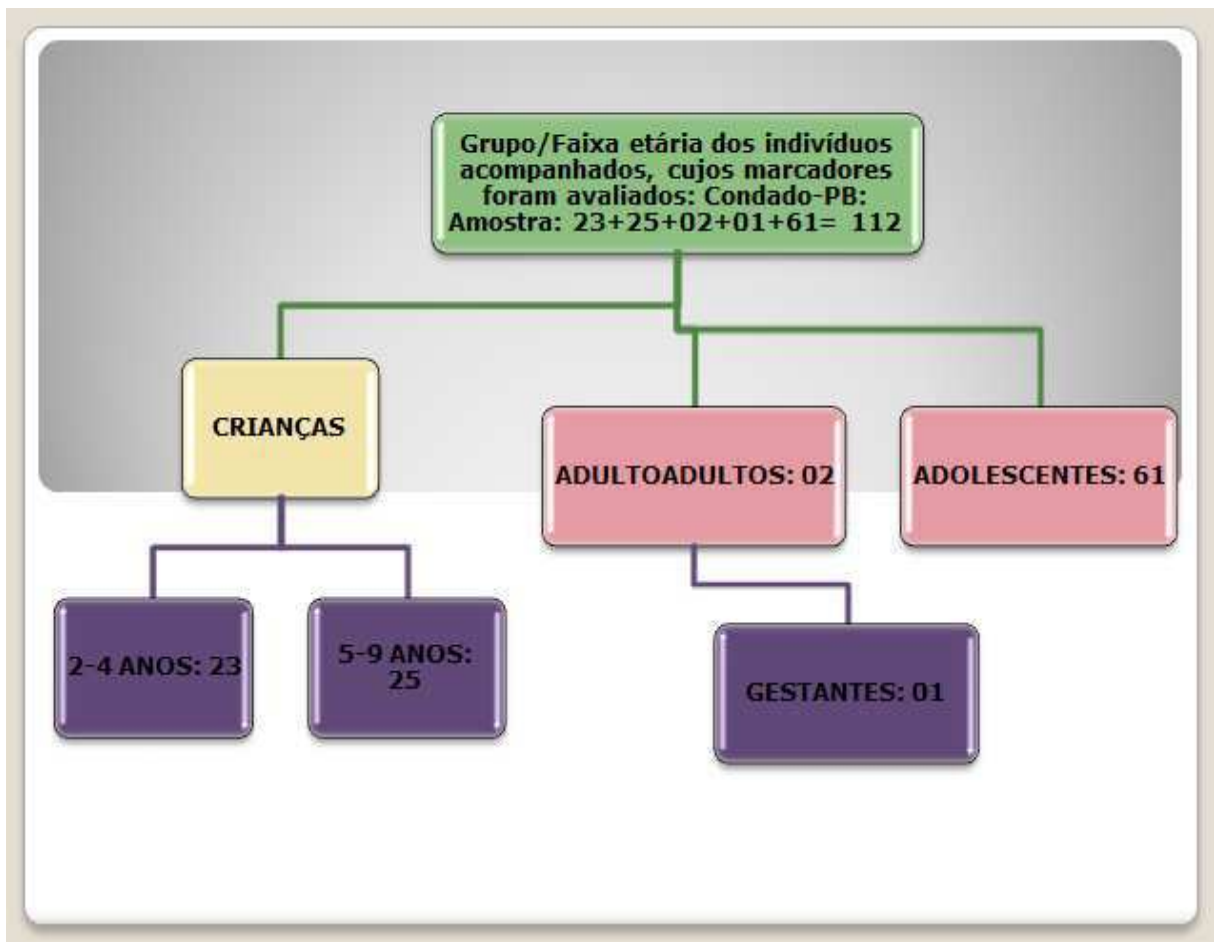 Grupo/Faixa etária dos indivíduos
acompanhados, cujos marcadores
foram avaliados: Condado-PB:
Amostra: 23+25+02+01+61= 112
CRIANÇAS
ADULTOADULTOS: 02
ADOLESCENTES: 61
2-4 ANOS: 23
5-9 ANOS:
25
GESTANTES: 01